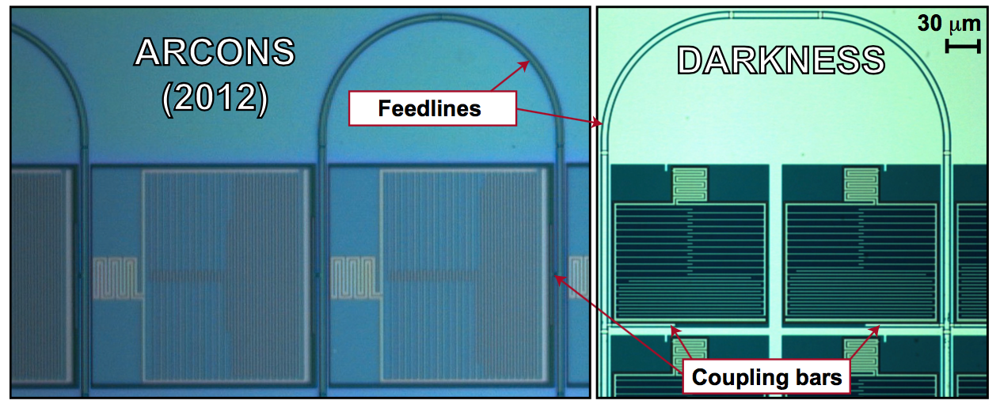 ARCONS
(2012)
Feedlines
DARKNESS
30 μm
Coupling bars